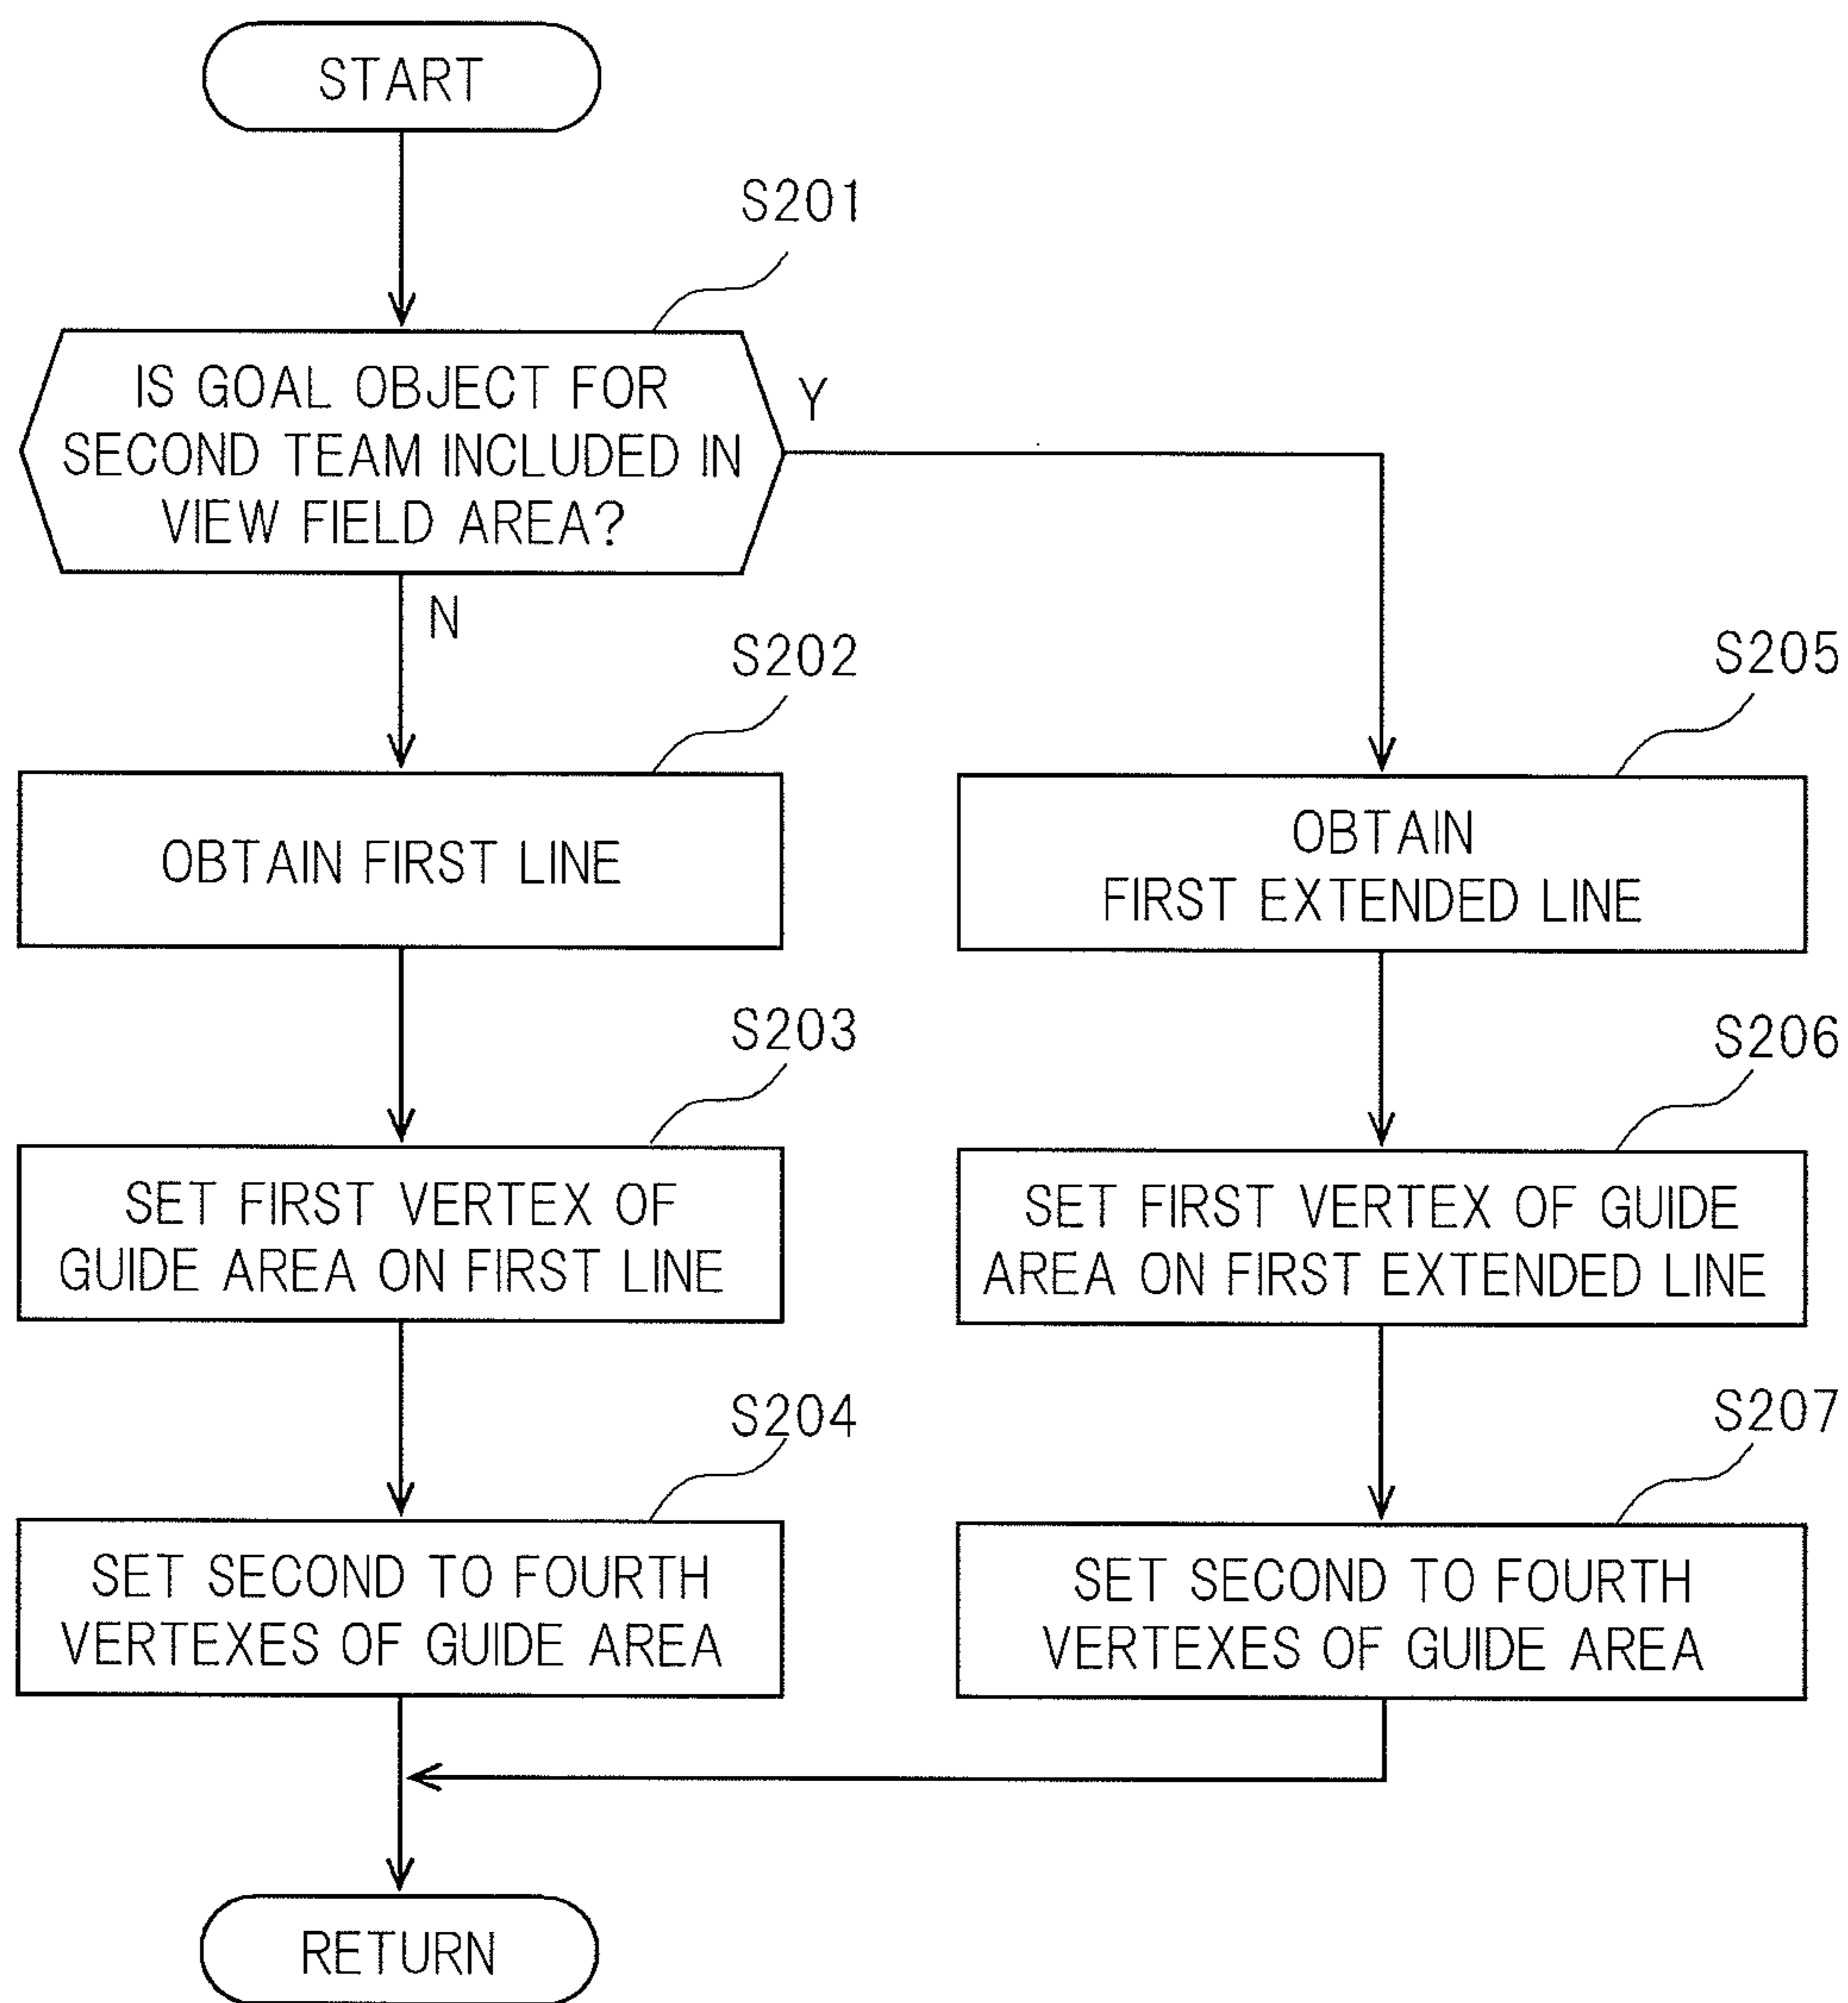 START
S201
IS GOAL OBJECT FOR
SECOND TEAM INCLUDED IN
VIEW FIELD AREA?
Y
N
S202
OBTAIN FIRST LINE
S203
SET FIRST VERTEX OF
GUIDE AREA ON FIRST LINE
S204
SET SECOND TO FOURTH
VERTEXES OF GUIDE AREA
S205
OBTAIN
FIRST EXTENDED LINE
S206
SET FIRST VERTEX OF GUIDE
AREA ON FIRST EXTENDED LINE
S207
SET SECOND TO FOURTH
VERTEXES OF GUIDE AREA
RETURN